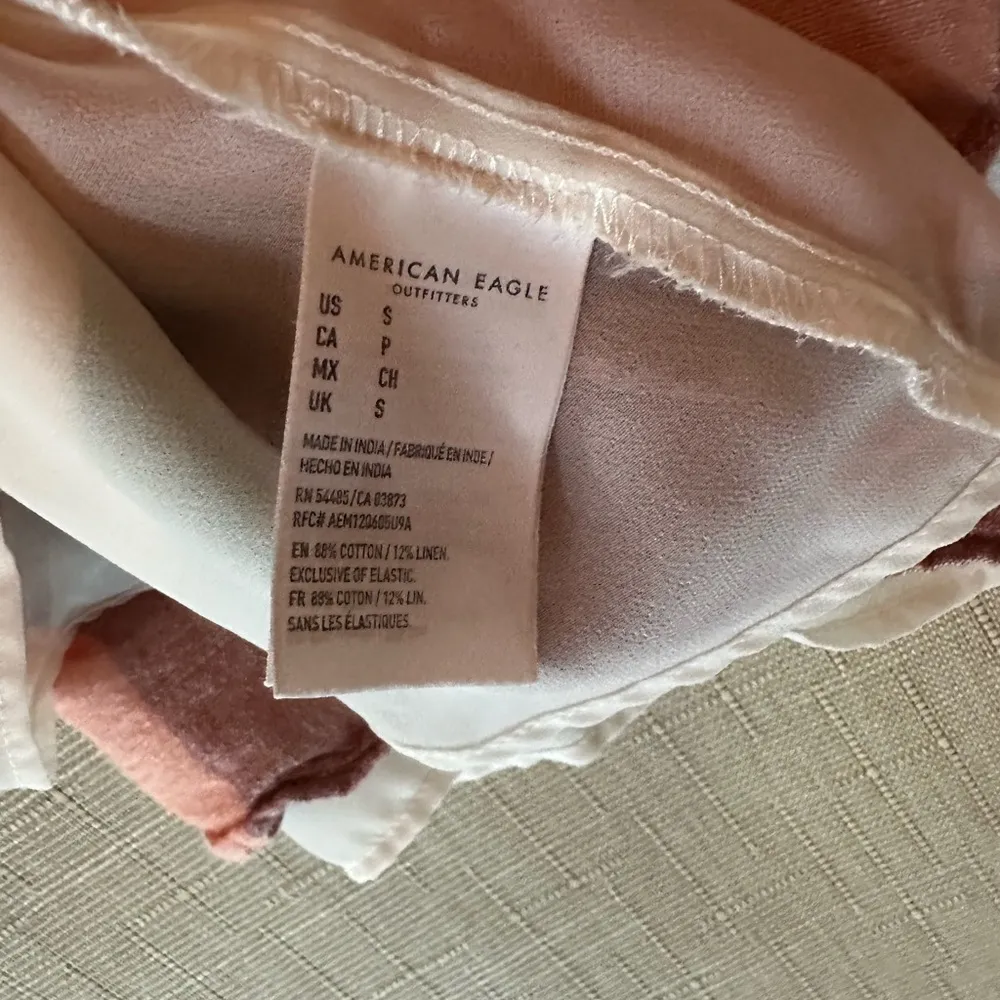 AMERICAN EAGLE
OUTFITTERS
US S
CA P
MX CH
UK S
MADE IN INDIA / FABRIQUÉ EN INDE /
HECHO EN INDIA
RN 54485 / CA 03873
RFC# AEM120605U9A
EN 88% COTTON / 12% LINEN.
EXCLUSIVE OF ELASTIC.
FR 88% COTON / 12% LIN.
SANS LES ÉLASTIQUES.